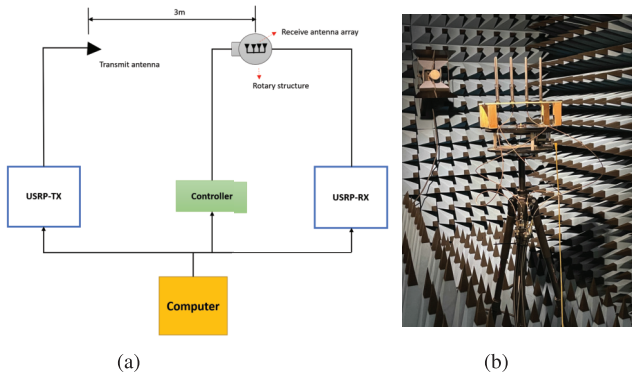 3m
Receive antenna array
Transmit antenna
Rotary structure
USRP-TX
Controller
USRP-RX
Computer
(a)
(b)